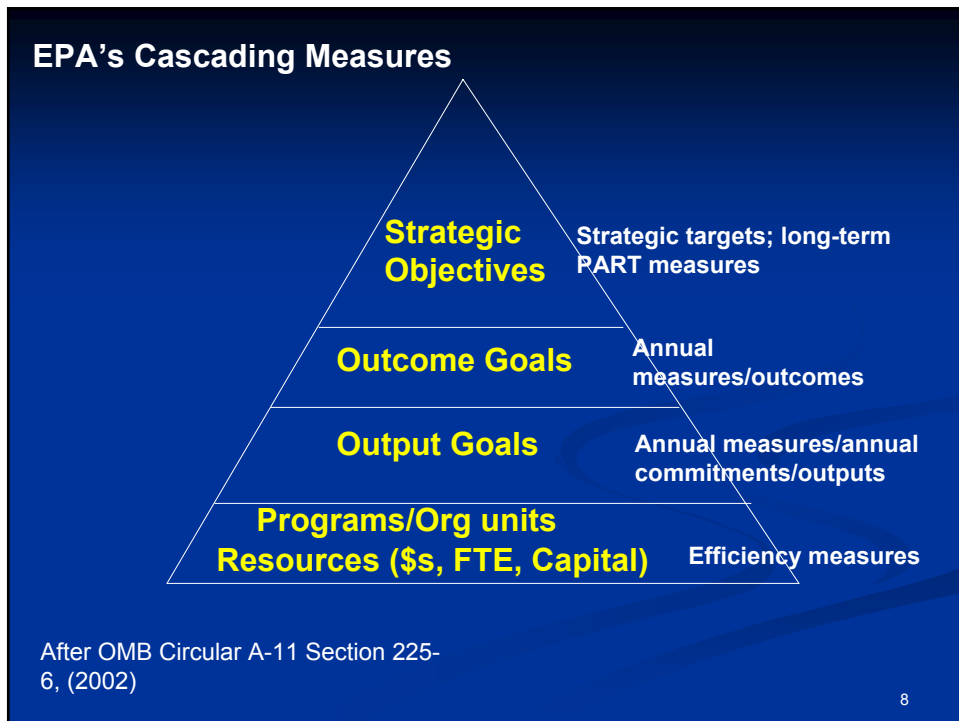 EPA’s Cascading Measures
Strategic
Objectives
Strategic targets; long-term
PART measures
Outcome Goals
Annual
measures/outcomes
Output Goals
Annual measures/annual
commitments/outputs
Programs/Org units
Resources ($s, FTE, Capital)
Efficiency measures
After OMB Circular A-11 Section 225-
6, (2002)
8